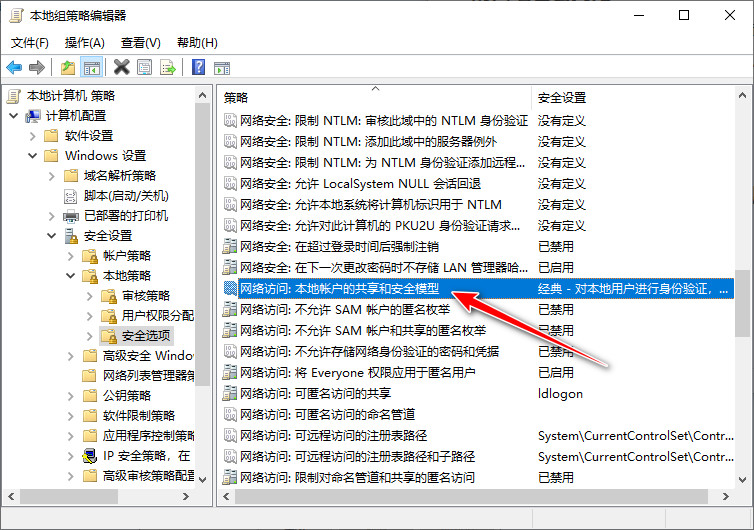 本地组策略编辑器
文件(F) 操作(A) 查看(V) 帮助(H)
本地计算机 策略
计算机配置
软件设置
Windows 设置
域名解析策略
脚本(启动/关机)
已部署的打印机
安全设置
帐户策略
本地策略
审核策略
用户权限分配
安全选项
高级安全 Windo
网络列表管理器策
公钥策略
软件限制策略
应用程序控制策略
IP 安全策略，在
高级审核策略配置
策略 安全设置
网络安全: 限制 NTLM: 审核此域中的 NTLM 身份验证 没有定义
网络安全: 限制 NTLM: 添加此域中的服务器例外 没有定义
网络安全: 限制 NTLM: 为 NTLM 身份验证添加远程... 没有定义
网络安全: 允许 LocalSystem NULL 会话回退 没有定义
网络安全: 允许本地系统将计算机标识用于 NTLM 没有定义
网络安全: 允许对此计算机的 PKU2U 身份验证请求... 没有定义
网络安全: 在超过登录时间后强制注销 已禁用
网络安全: 在下一次更改密码时不存储 LAN 管理器哈... 已启用
网络访问: 本地帐户的共享和安全模型 经典 - 对本地用户进行身份验证，...
网络访问: 不允许 SAM 帐户的匿名枚举 已禁用
网络访问: 不允许 SAM 帐户和共享的匿名枚举 已禁用
网络访问: 不允许存储网络身份验证的密码和凭据 已禁用
网络访问: 将 Everyone 权限应用于匿名用户 已启用
网络访问: 可匿名访问的共享 ldlogon
网络访问: 可匿名访问的命名管道
网络访问: 可远程访问的注册表路径 System\CurrentControlSet\Contr...
网络访问: 可远程访问的注册表路径和子路径 System\CurrentControlSet\Contr...
网络访问: 限制对命名管道和共享的匿名访问 已禁用